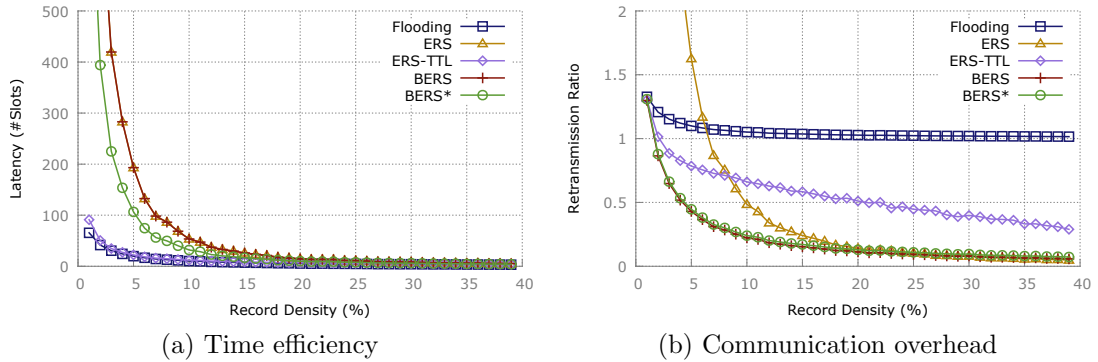 500
400
300
200
100
0
Latency (#Slots)
0 5 10 15 20 25 30 35 40
Record Density (%)
Flooding
ERS
ERS-TTL
BERS
BERS*
(a) Time efficiency
2
1.5
1
0.5
0
Retransmission Ratio
0 5 10 15 20 25 30 35 40
Record Density (%)
Flooding
ERS
ERS-TTL
BERS
BERS*
(b) Communication overhead